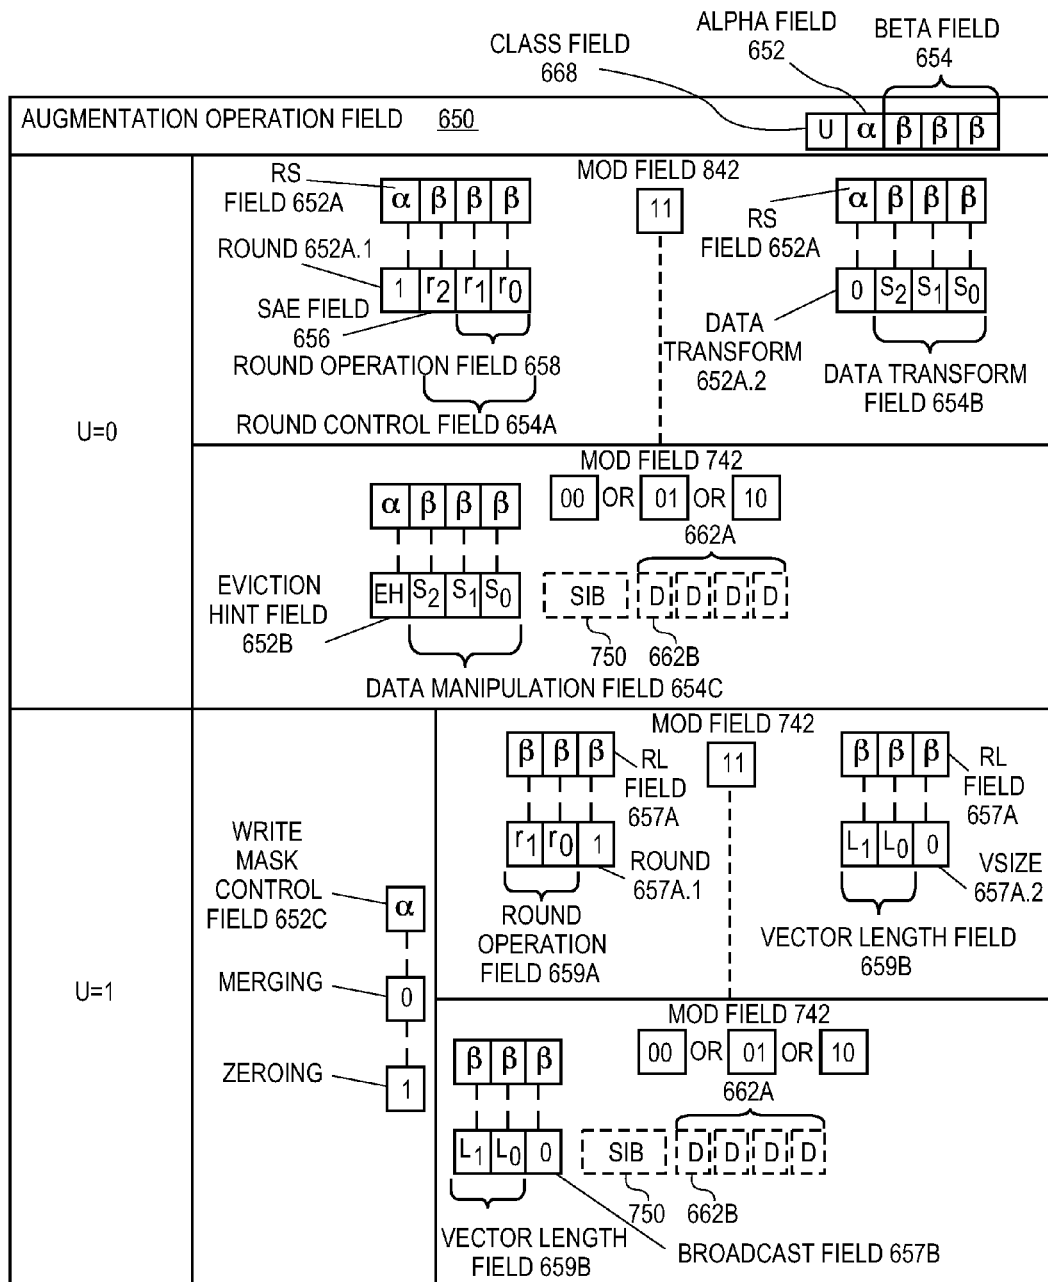 CLASS FIELD
668
ALPHA FIELD
652
BETA FIELD
654
AUGMENTATION OPERATION FIELD 650
U α β β β
U=0
RS
FIELD 652A
α β β β
ROUND 652A.1
1 r2 r1 r0
SAE FIELD
656
ROUND OPERATION FIELD 658
ROUND CONTROL FIELD 654A
MOD FIELD 842
11
α β β β
RS
FIELD 652A
0 S2 S1 S0
DATA
TRANSFORM
652A.2
DATA TRANSFORM
FIELD 654B
MOD FIELD 742
00 OR 01 OR 10
α β β β
662A
EVICTION
HINT FIELD
652B
EH S2 S1 S0
SIB D D D D
750 662B
DATA MANIPULATION FIELD 654C
U=1
WRITE
MASK
CONTROL
FIELD 652C
α
MERGING 0
ZEROING 1
MOD FIELD 742
11
β β β
RL
FIELD
657A
r1 r0 1
ROUND
657A.1
ROUND
OPERATION
FIELD 659A
β β β
RL
FIELD
657A
L1 L0 0
VSIZE
657A.2
VECTOR LENGTH FIELD
659B
MOD FIELD 742
00 OR 01 OR 10
β β β
662A
L1 L0 0
SIB D D D D
750 662B
VECTOR LENGTH
FIELD 659B
BROADCAST FIELD 657B